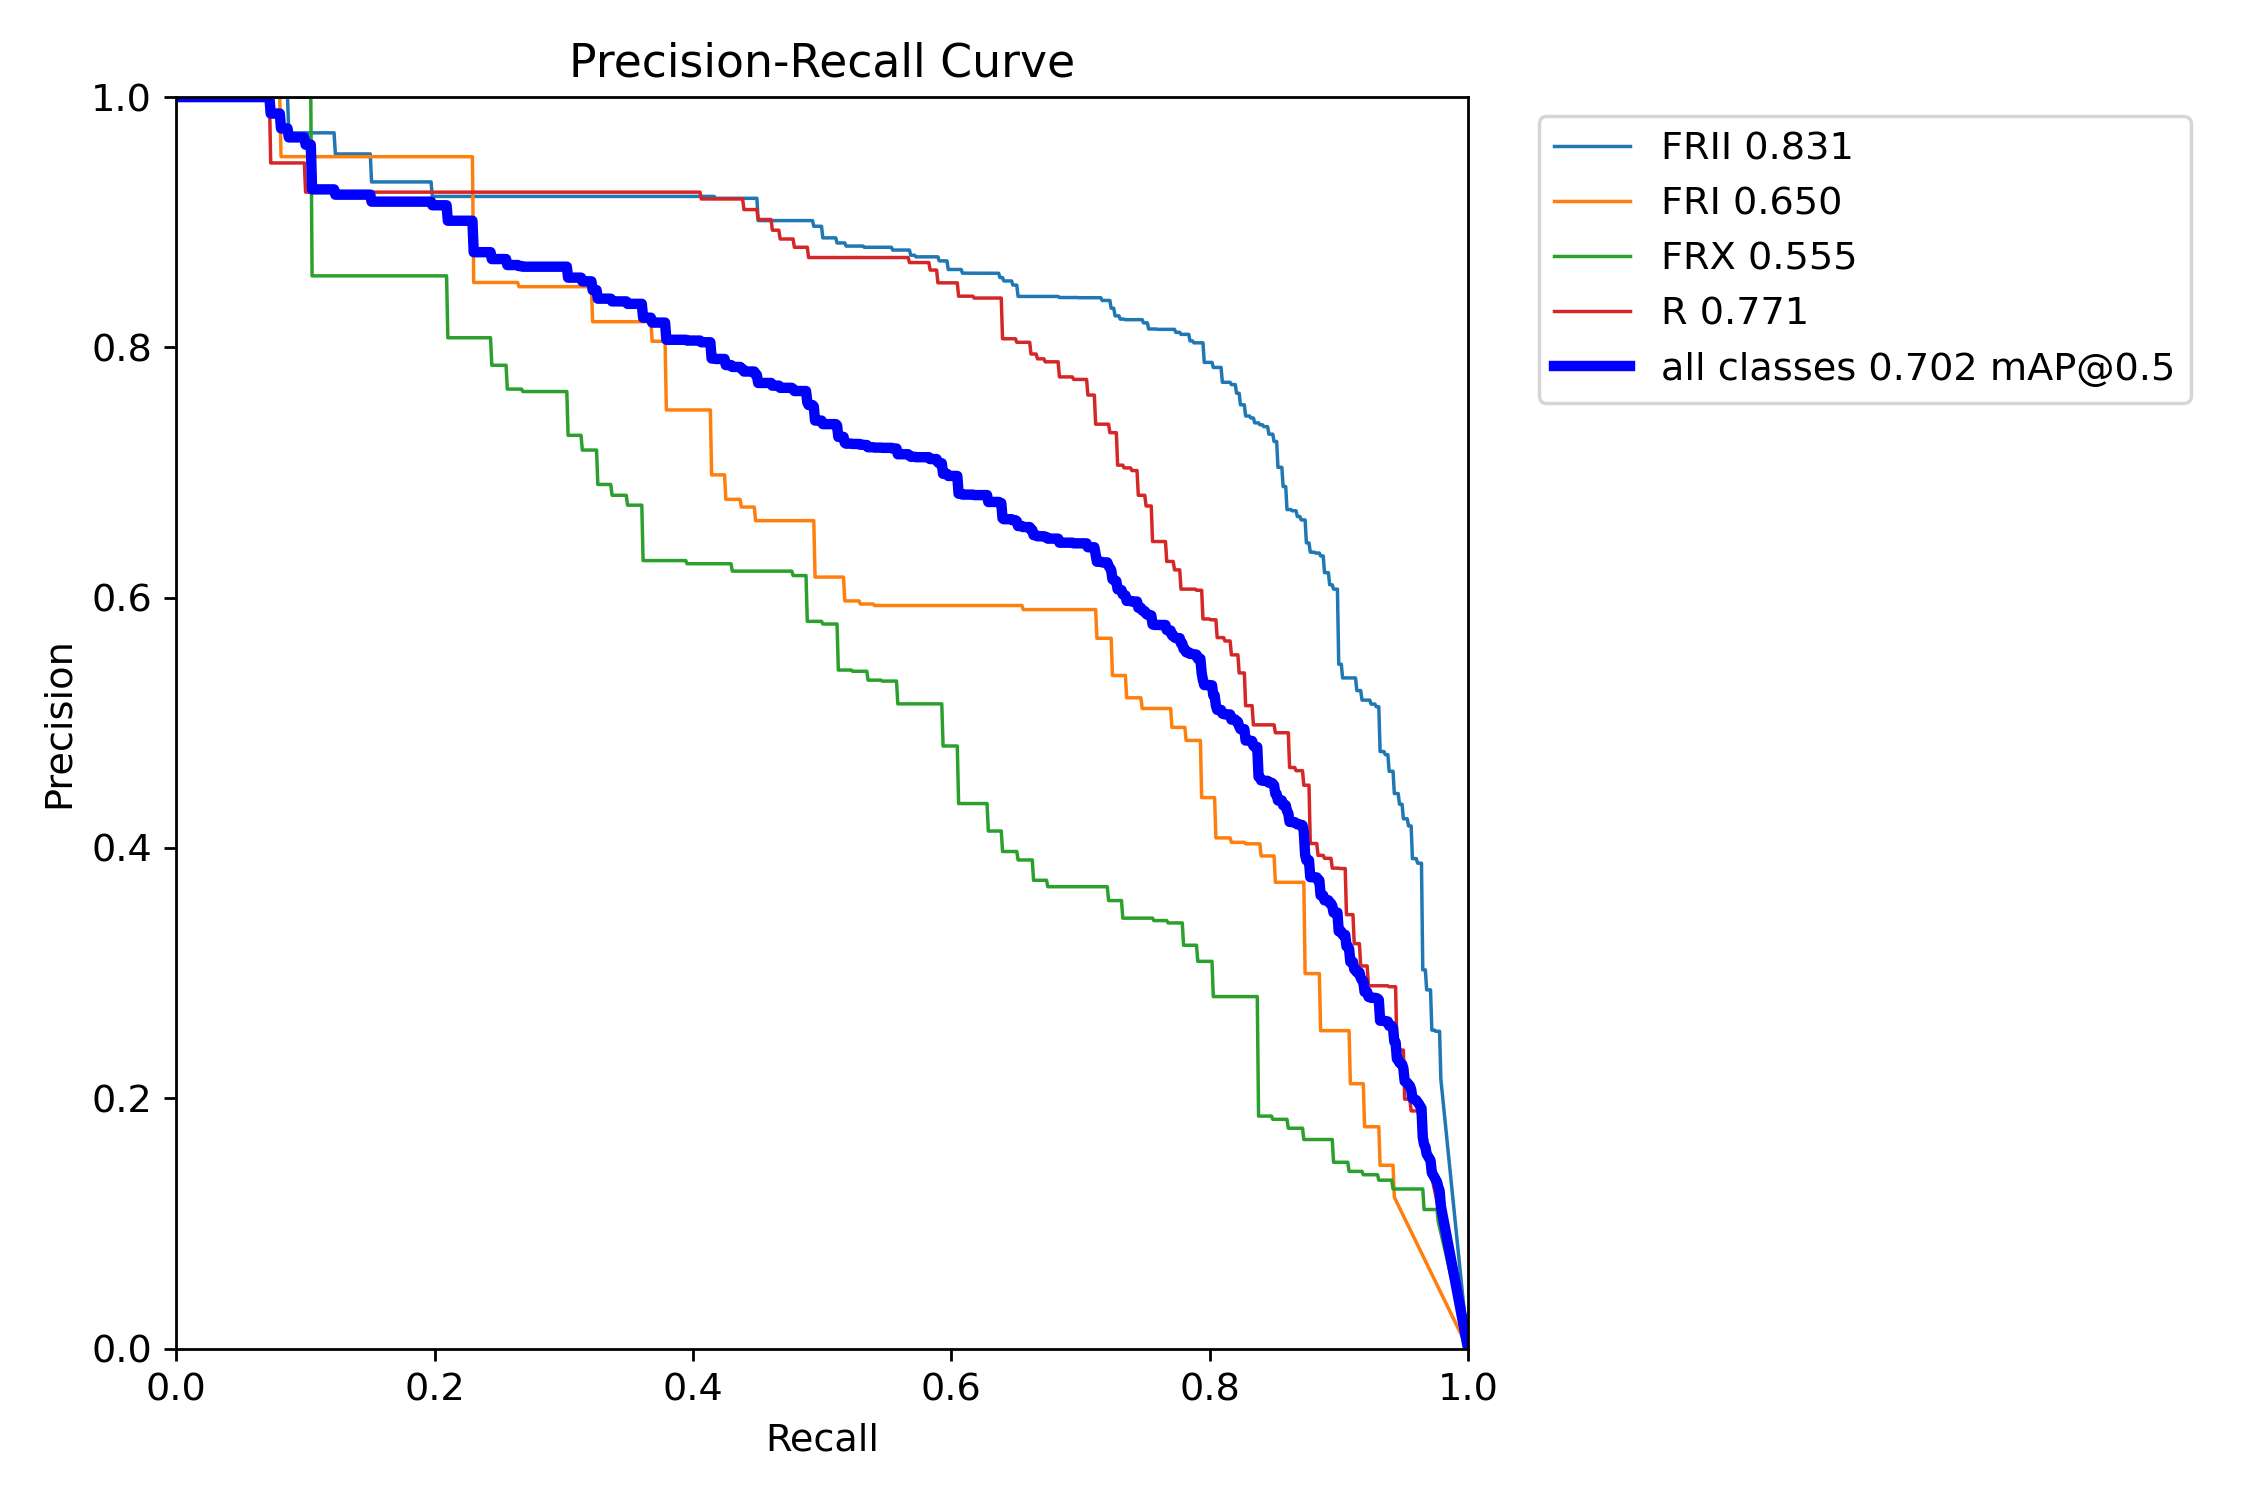 Precision-Recall Curve
1.0
0.8
0.6
0.4
0.2
0.0
Precision
0.0 0.2 0.4 0.6 0.8 1.0
Recall
FRII 0.831
FRI 0.650
FRX 0.555
R 0.771
all classes 0.702 mAP@0.5